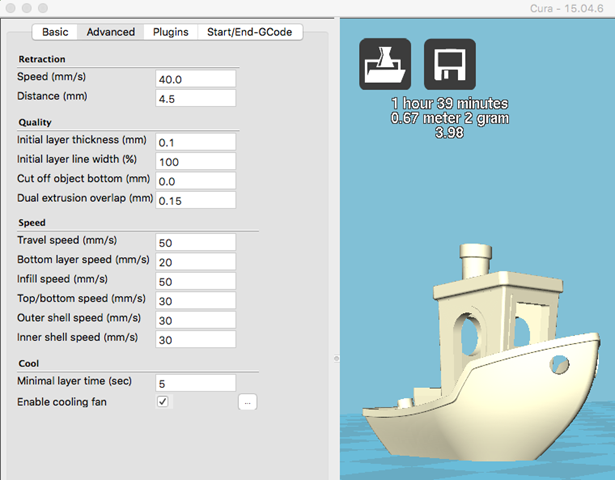 Cura - 15.04.6
Basic Advanced Plugins Start/End-GCode
Retraction
Speed (mm/s) 40.0
Distance (mm) 4.5
Quality
Initial layer thickness (mm) 0.1
Initial layer line width (%) 100
Cut off object bottom (mm) 0.0
Dual extrusion overlap (mm) 0.15
Speed
Travel speed (mm/s) 50
Bottom layer speed (mm/s) 20
Infill speed (mm/s) 50
Top/bottom speed (mm/s) 30
Outer shell speed (mm/s) 30
Inner shell speed (mm/s) 30
Cool
Minimal layer time (sec) 5
Enable cooling fan ...
1 hour 39 minutes
0.67 meter 2 gram
3.98